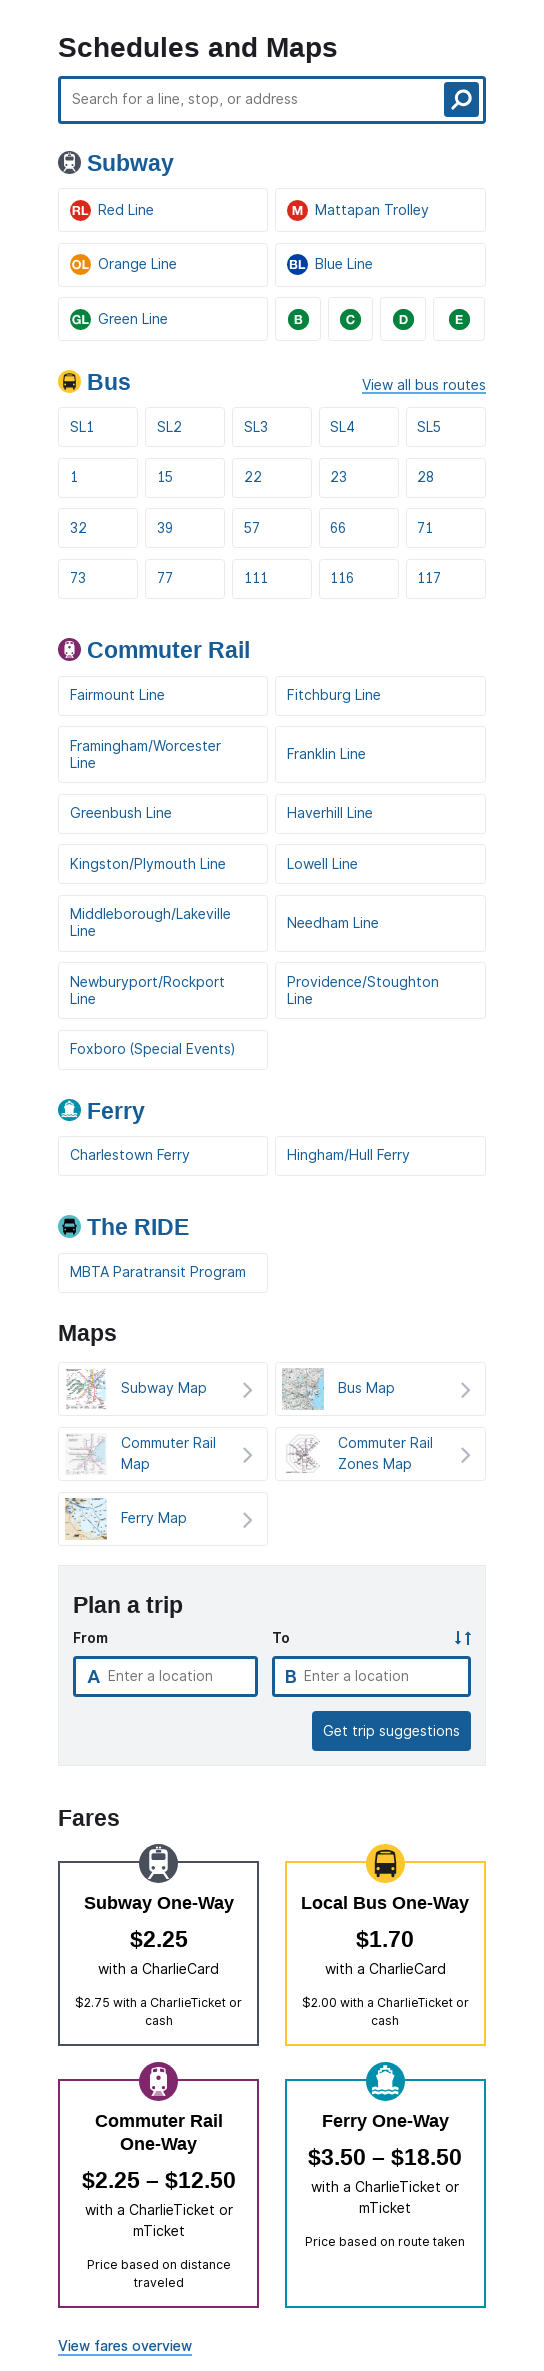 Schedules and Maps
Search for a line, stop, or address
Subway
RL Red Line
M Mattapan Trolley
OL Orange Line
BL Blue Line
GL Green Line
B
C
D
E
Bus
View all bus routes
SL1
SL2
SL3
SL4
SL5
1
15
22
23
28
32
39
57
66
71
73
77
111
116
117
Commuter Rail
Fairmount Line
Fitchburg Line
Framingham/Worcester
Line
Franklin Line
Greenbush Line
Haverhill Line
Kingston/Plymouth Line
Lowell Line
Middleborough/Lakeville
Line
Needham Line
Newburyport/Rockport
Line
Providence/Stoughton
Line
Foxboro (Special Events)
Ferry
Charlestown Ferry
Hingham/Hull Ferry
The RIDE
MBTA Paratransit Program
Maps
Subway Map
Bus Map
Commuter Rail
Map
Commuter Rail
Zones Map
Ferry Map
Plan a trip
From
To
A Enter a location
B Enter a location
Get trip suggestions
Fares
Subway One-Way
$2.25
with a CharlieCard
$2.75 with a CharlieTicket or
cash
Local Bus One-Way
$1.70
with a CharlieCard
$2.00 with a CharlieTicket or
cash
Commuter Rail
One-Way
$2.25 – $12.50
with a CharlieTicket or
mTicket
Price based on distance
traveled
Ferry One-Way
$3.50 – $18.50
with a CharlieTicket or
mTicket
Price based on route taken
View fares overview